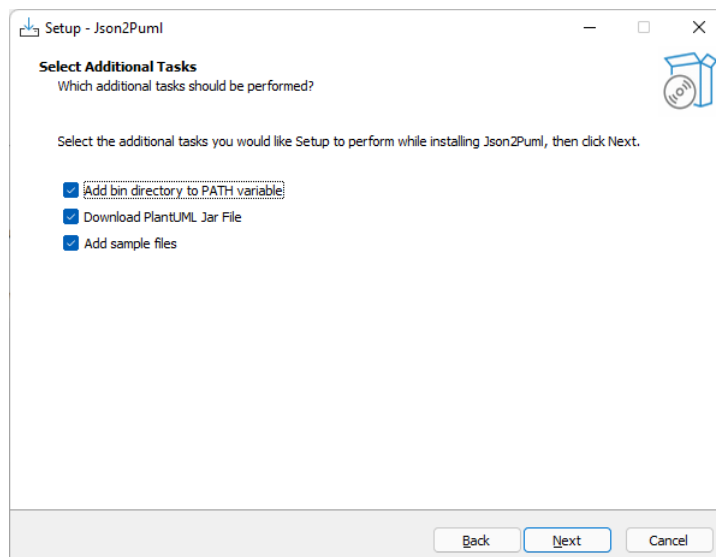 Setup - Json2Puml
Select Additional Tasks
Which additional tasks should be performed?
Select the additional tasks you would like Setup to perform while installing Json2Puml, then click Next.
Add bin directory to PATH variable
Download PlantUML Jar File
Add sample files
Back Next Cancel